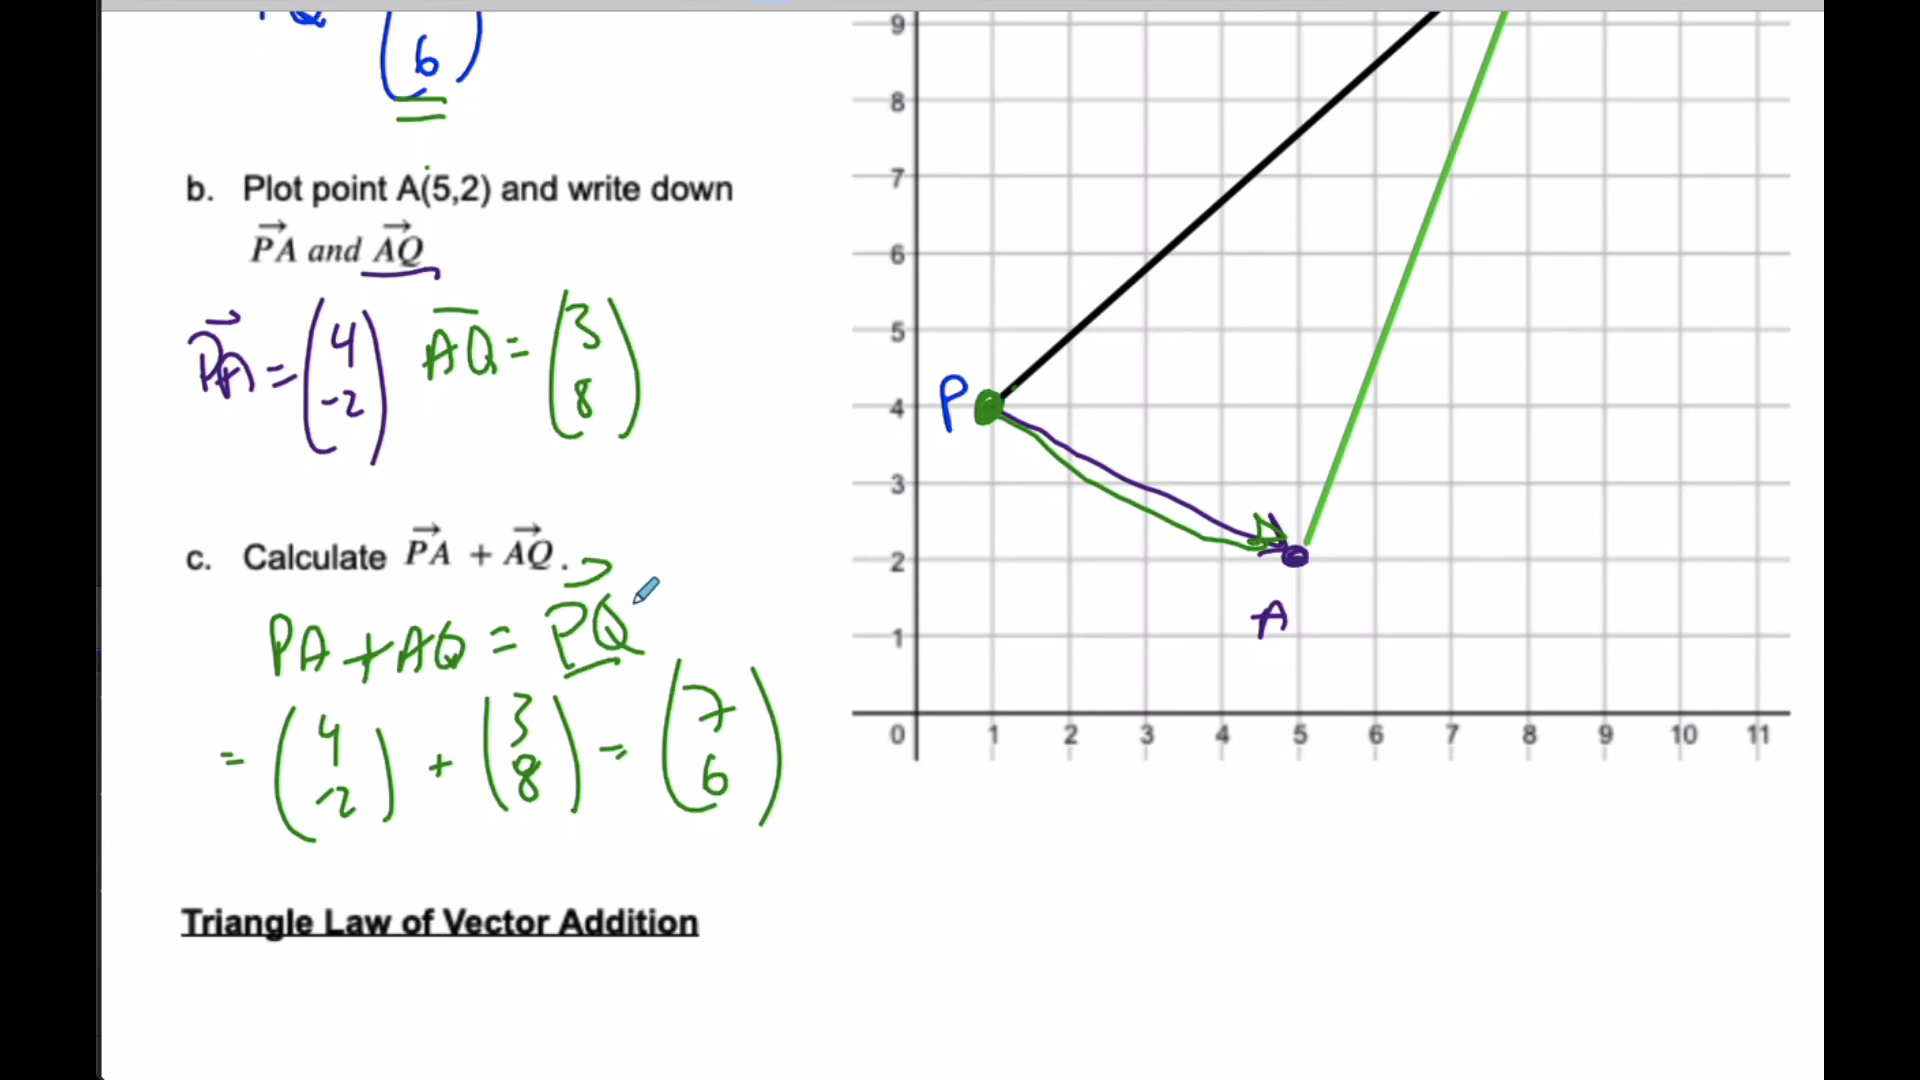 6
b. Plot point A(5,2) and write down
PA and AQ
PA = (4 -2) AQ = (3 8)
c. Calculate PA + AQ.
PA + AQ = PQ
= (4 -2) + (3 8) = (7 6)
Triangle Law of Vector Addition
9
8
7
6
5
P
4
3
2
A
1
0 1 2 3 4 5 6 7 8 9 10 11